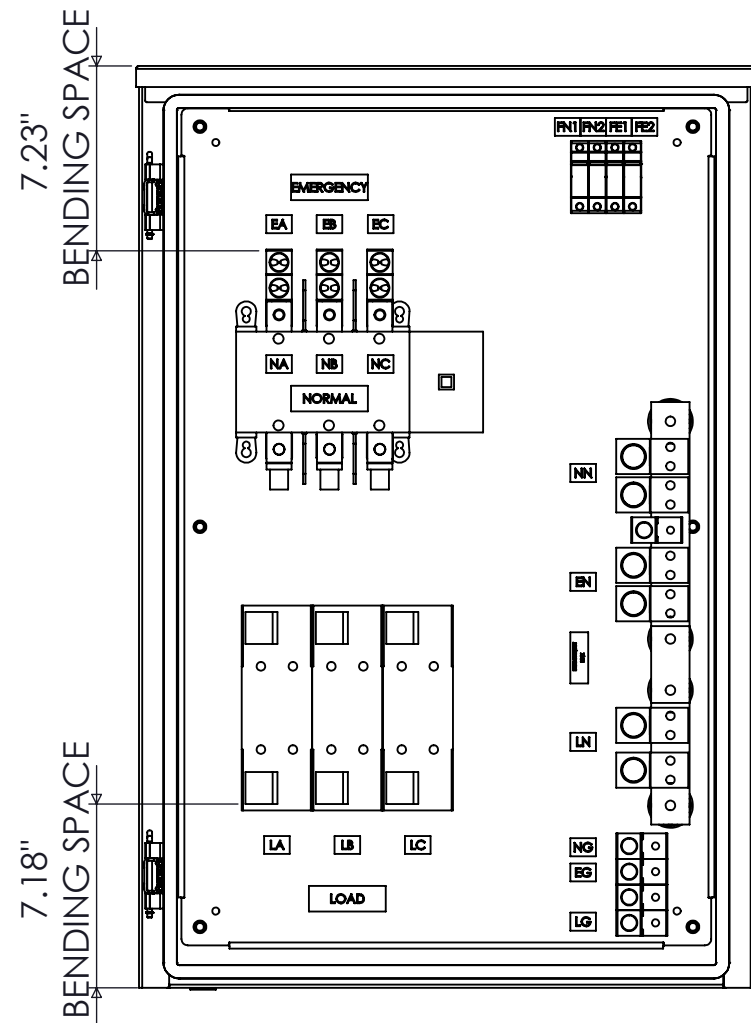 7.23"
BENDING SPACE
FN1 FN2 FE1 FE2
EMERGENCY
EA EB EC
NA NB NC
NORMAL
NN
EN
LN
7.18"
BENDING SPACE
LA LB LC
NG
EG
LOAD
LG